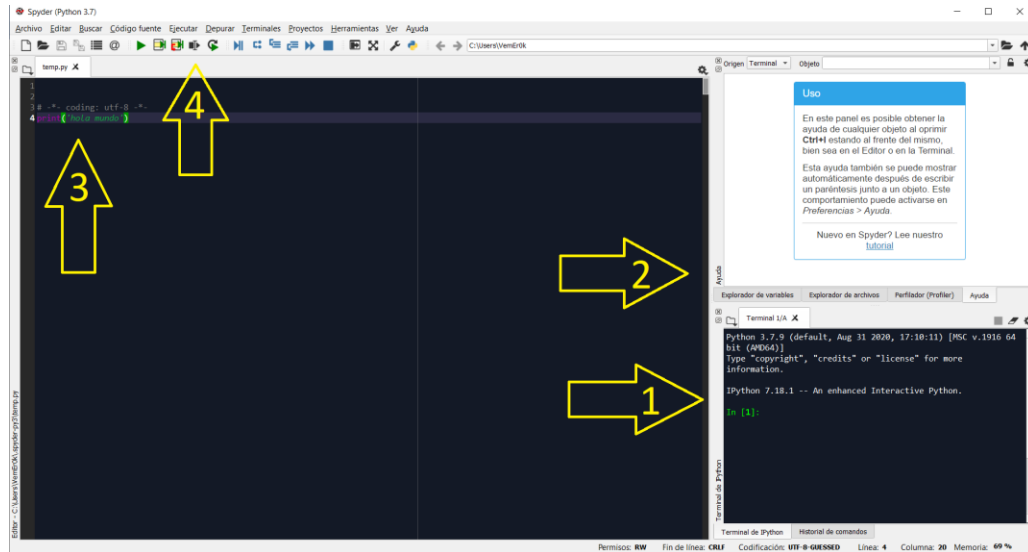 Spyder (Python 3.7)
Archivo Editar Buscar Código fuente Ejecutar Depurar Terminales Proyectos Herramientas Ver Ayuda
C:\Users\VemEr0k
temp.py
Origen Terminal Objeto
1
2
3 # -*- coding: utf-8 -*-
4 print('hola mundo')
4
3
2
1
Uso
En este panel es posible obtener la
ayuda de cualquier objeto al oprimir
Ctrl+I estando al frente del mismo,
bien sea en el Editor o en la Terminal.
Esta ayuda también se puede mostrar
automáticamente después de escribir
un paréntesis junto a un objeto. Este
comportamiento puede activarse en
Preferencias > Ayuda.
Nuevo en Spyder? Lee nuestro
tutorial
Ayuda
Explorador de variables Explorador de archivos Perfilador (Profiler) Ayuda
Terminal 1/A
Python 3.7.9 (default, Aug 31 2020, 17:10:11) [MSC v.1916 64
bit (AMD64)]
Type "copyright", "credits" or "license" for more
information.
IPython 7.18.1 -- An enhanced Interactive Python.
In [1]:
Terminal de IPython
Editor - C:\Users\VemEr0k\.spyder-py3\temp.py
Terminal de IPython Historial de comandos
Permisos: RW Fin de línea: CRLF Codificación: UTF-8-GUESSED Línea: 4 Columna: 20 Memoria: 69 %